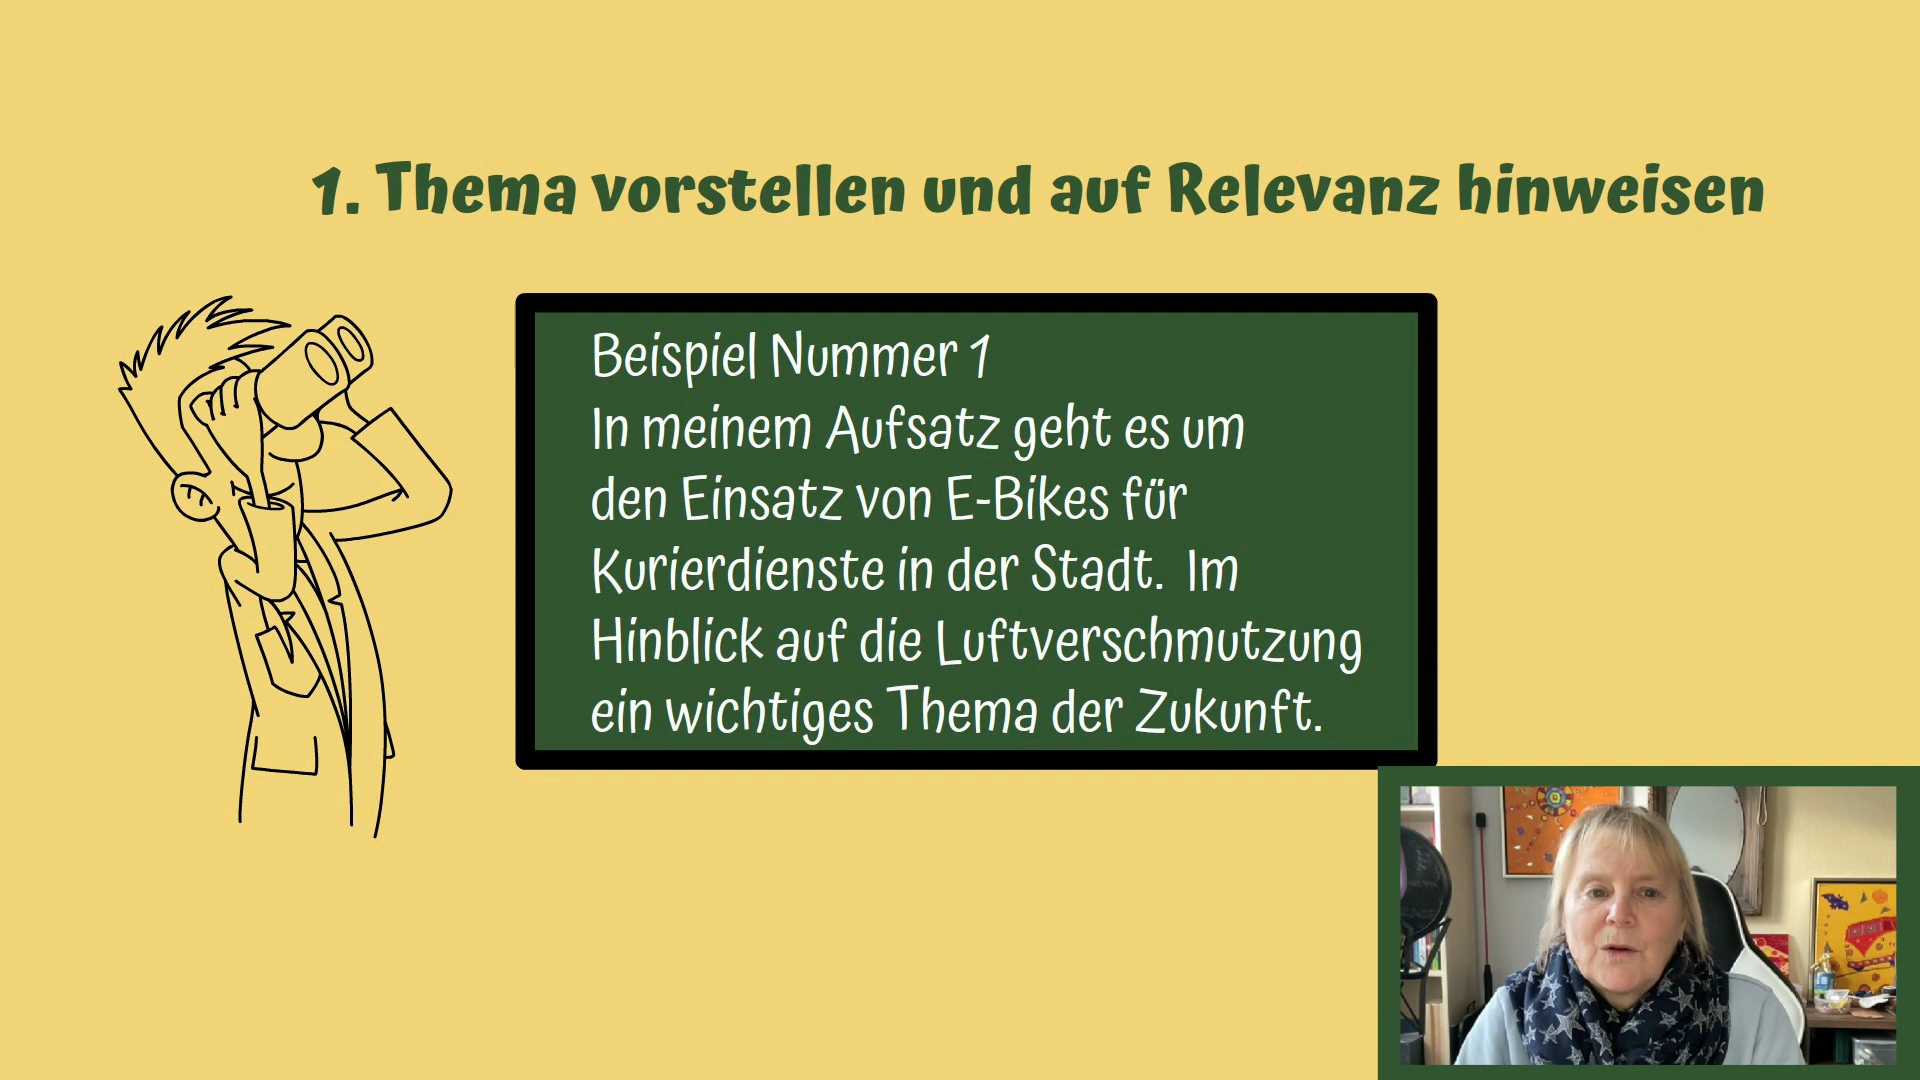 1. Thema vorstellen und auf Relevanz hinweisen
Beispiel Nummer 1
In meinem Aufsatz geht es um
den Einsatz von E-Bikes für
Kurierdienste in der Stadt. Im
Hinblick auf die Luftverschmutzung
ein wichtiges Thema der Zukunft.